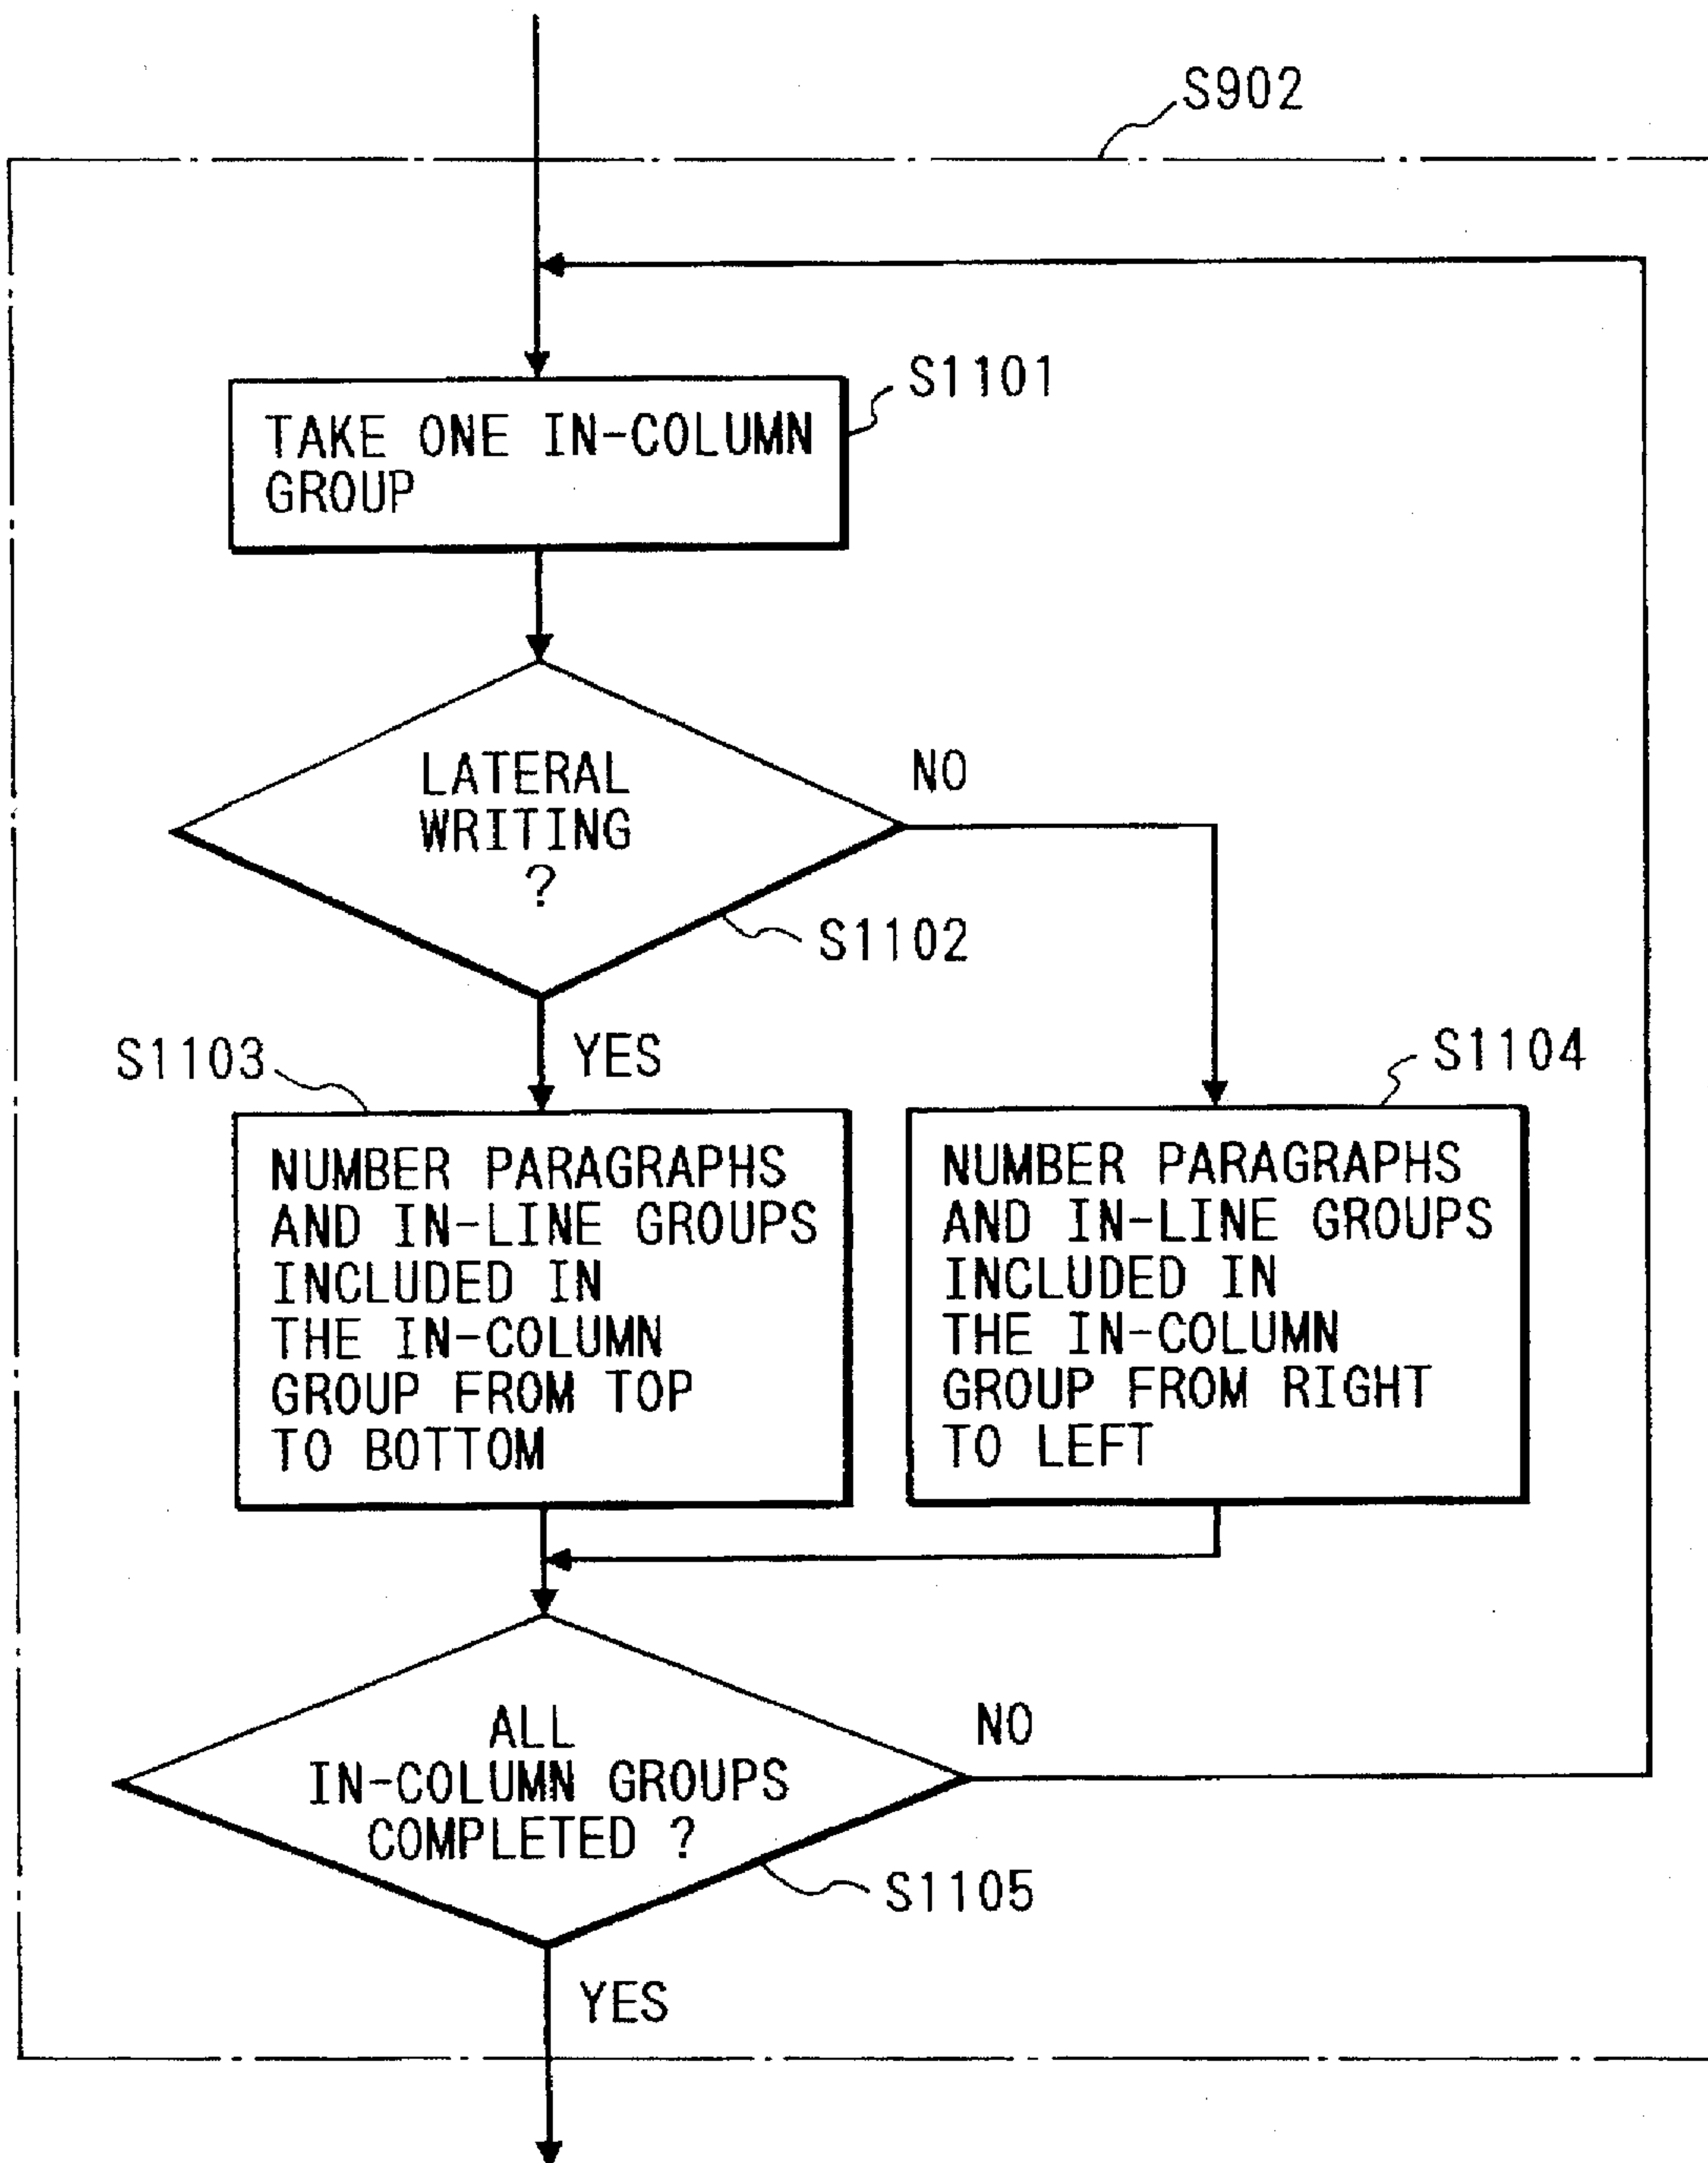 S902
S1101
TAKE ONE IN-COLUMN
GROUP
LATERAL
WRITING
?
NO
S1102
YES
S1103
S1104
NUMBER PARAGRAPHS
AND IN-LINE GROUPS
INCLUDED IN
THE IN-COLUMN
GROUP FROM TOP
TO BOTTOM
NUMBER PARAGRAPHS
AND IN-LINE GROUPS
INCLUDED IN
THE IN-COLUMN
GROUP FROM RIGHT
TO LEFT
ALL
IN-COLUMN GROUPS
COMPLETED ?
NO
S1105
YES